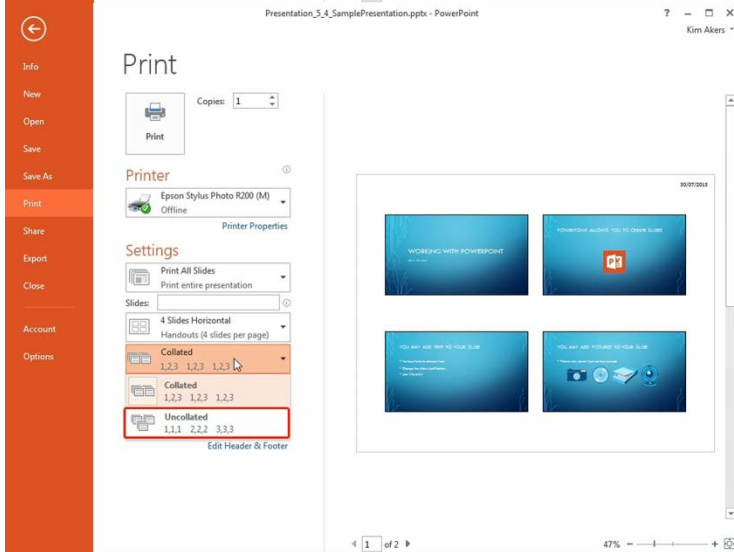 Presentation_5_4_SamplePresentation.pptx - PowerPoint
? – □ ✕
Kim Akers
Info
New
Open
Save
Save As
Print
Share
Export
Close
Account
Options
Print
Copies: 1
Print
Printer
Epson Stylus Photo R200 (M)
Offline
Printer Properties
Settings
Print All Slides
Print entire presentation
Slides:
4 Slides Horizontal
Handouts (4 slides per page)
Collated
1,2,3 1,2,3 1,2,3
Collated
1,2,3 1,2,3 1,2,3
Uncollated
1,1,1 2,2,2 3,3,3
Edit Header & Footer
30/07/2013
WORKING WITH POWERPOINT
POWERPOINT ALLOWS YOU TO CREATE SLIDES
YOU MAY ADD TEXT TO YOUR SLIDE
YOU MAY ADD PICTURES TO YOUR SLIDE
1 of 2
47% – +